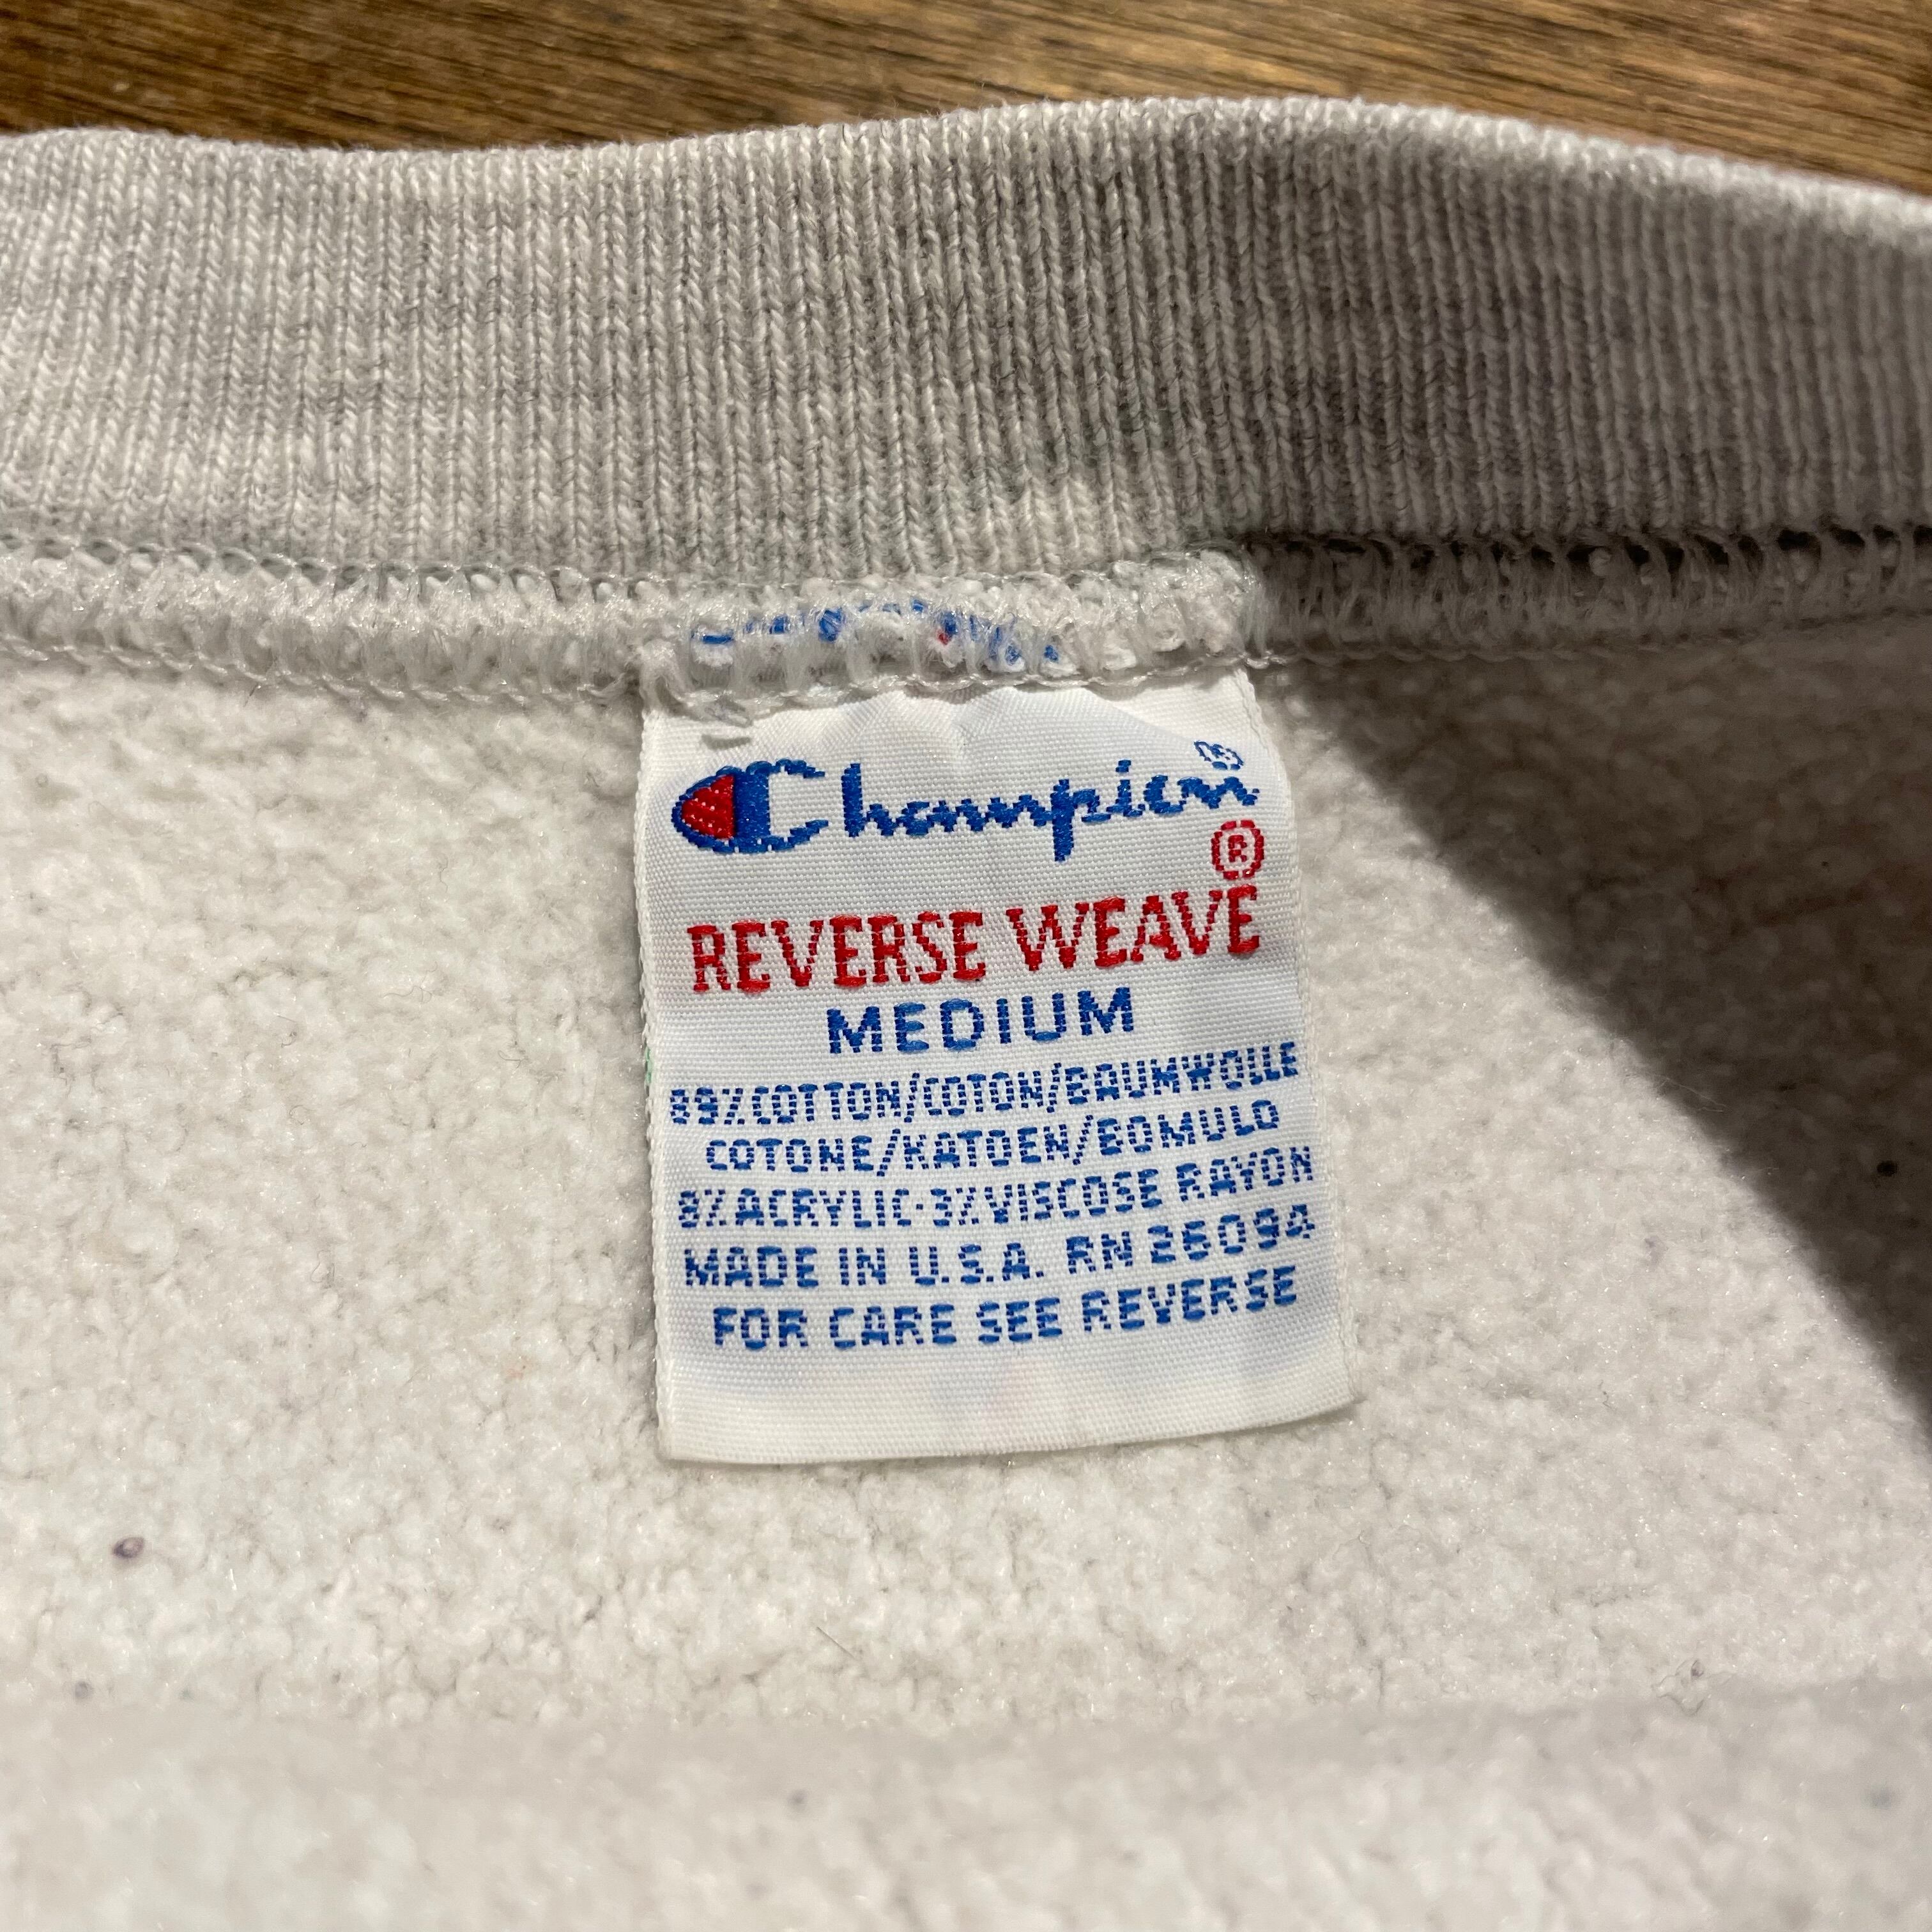 Champion®
®
REVERSE WEAVE
MEDIUM
89% COTTON/COTON/BAUMWOLLE
COTONE/KATOEN/BOMULD
8% ACRYLIC-3% VISCOSE RAYON
MADE IN U.S.A. RN 26094
FOR CARE SEE REVERSE